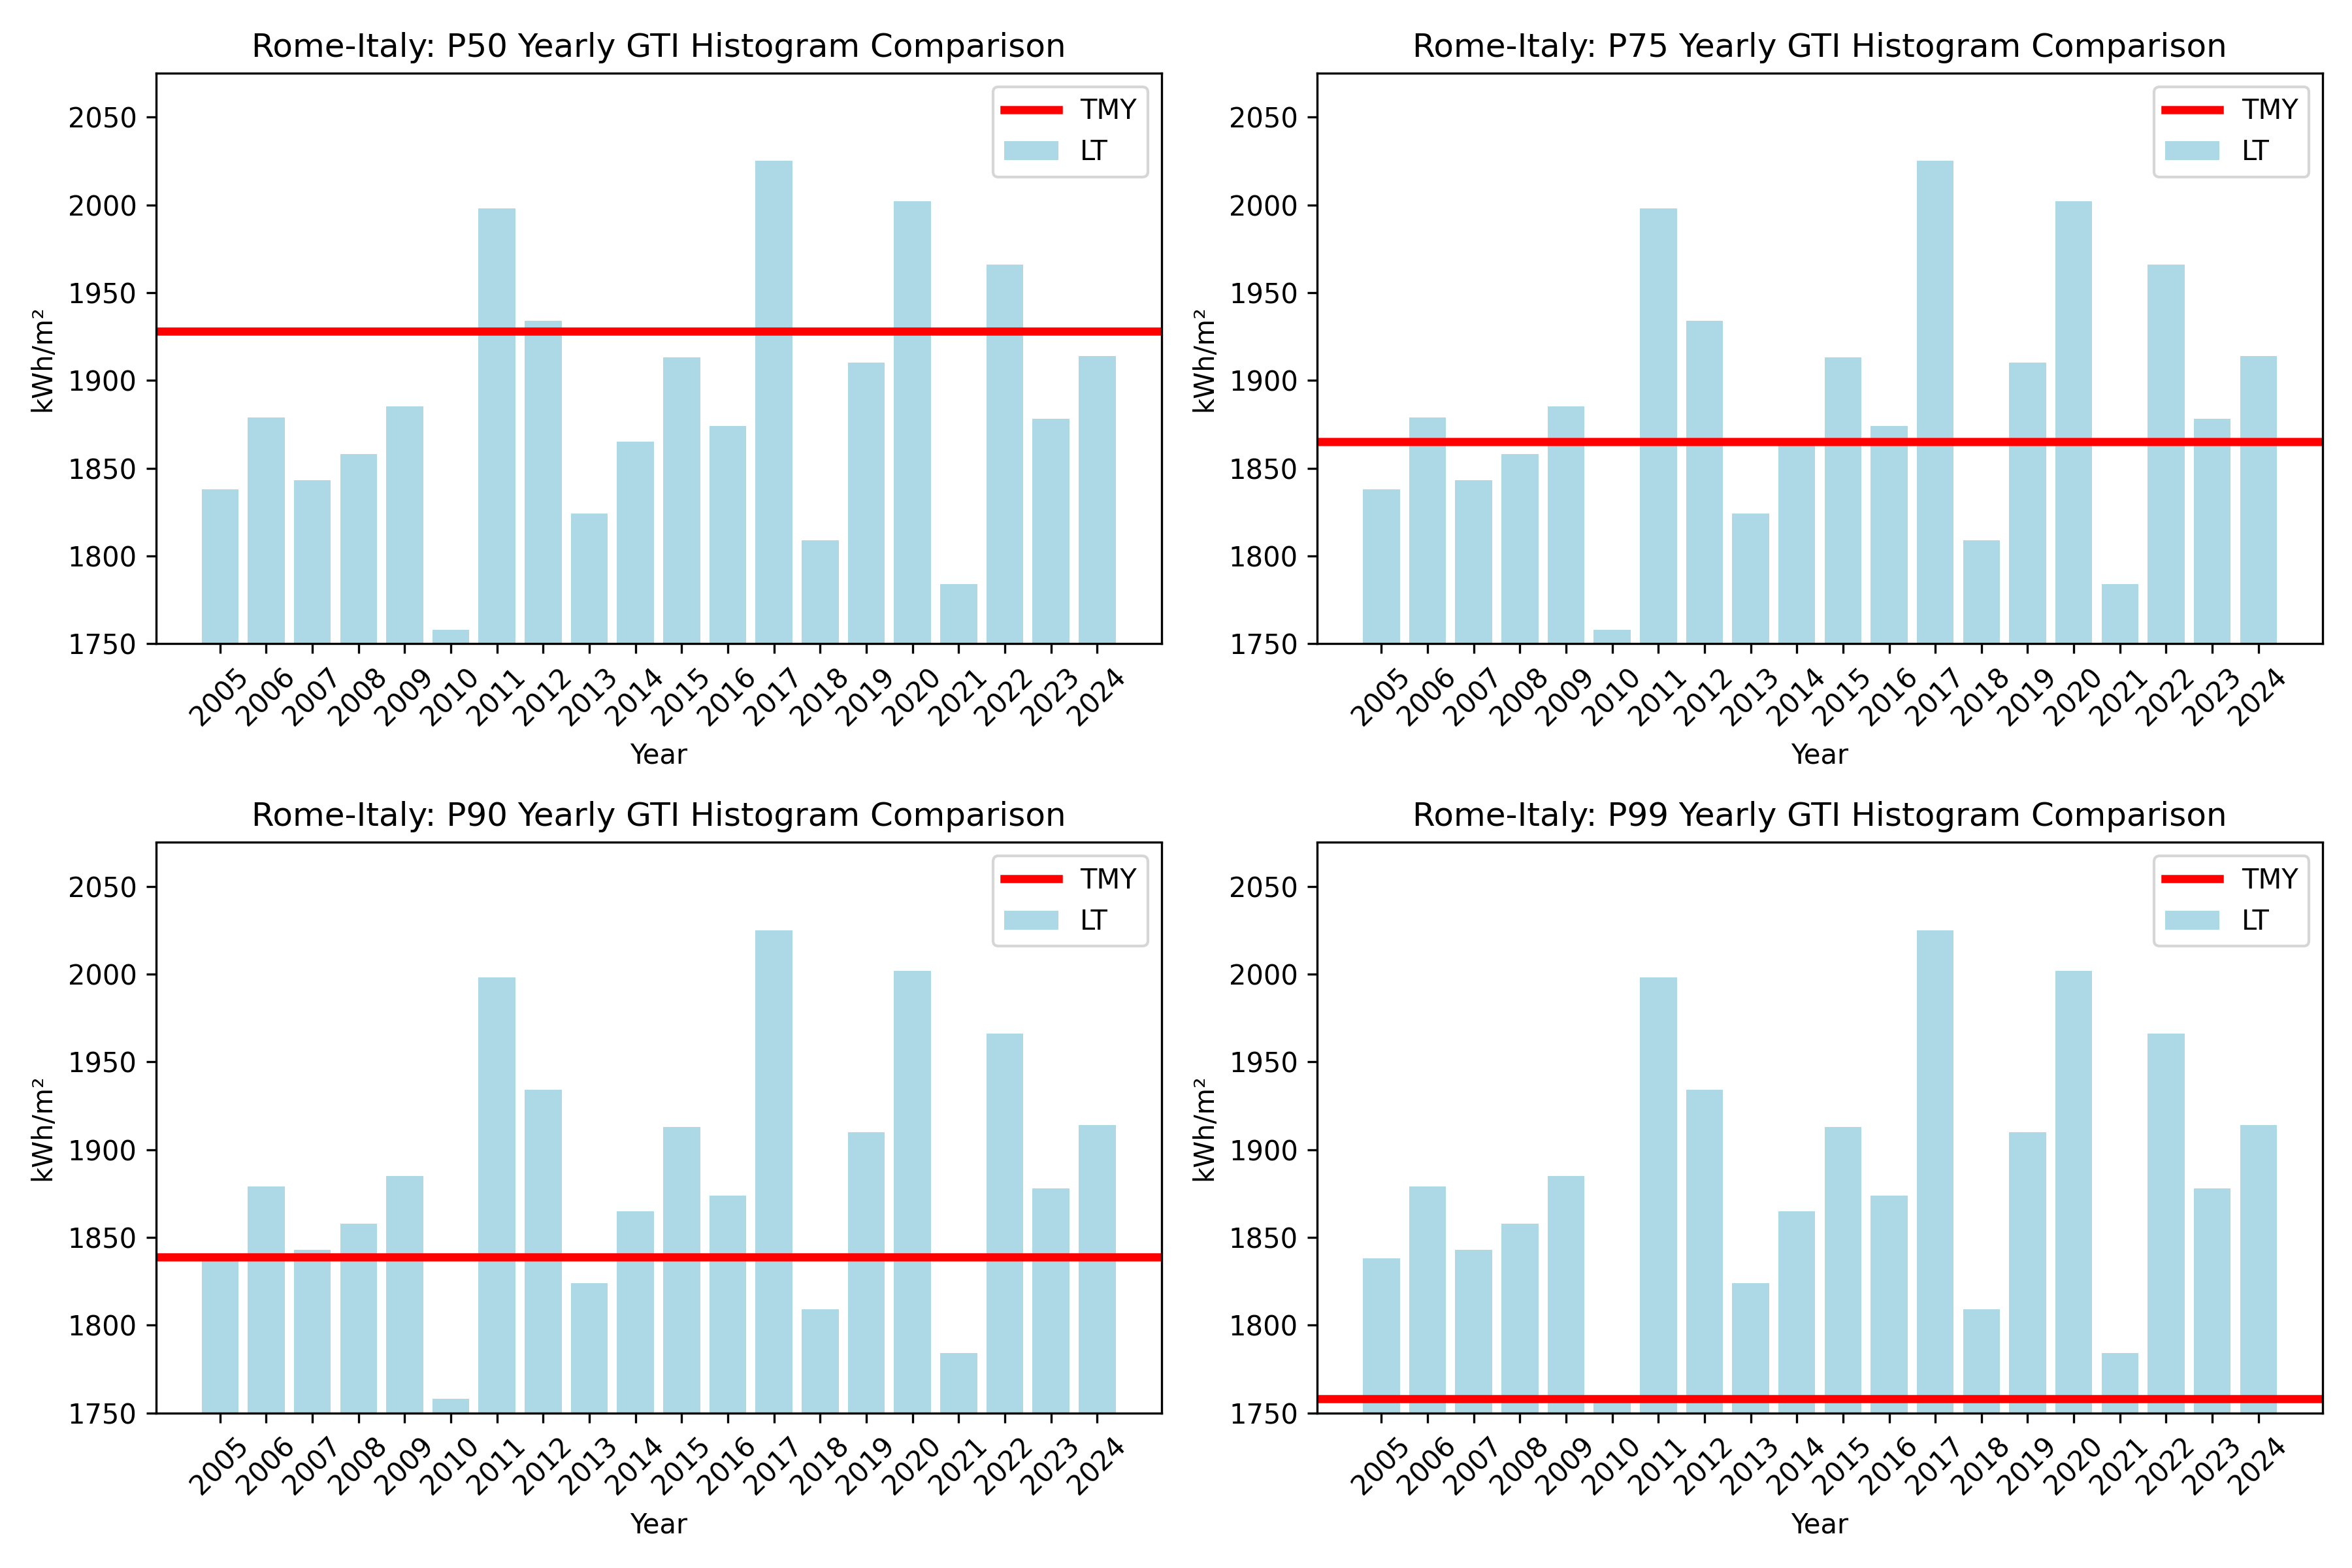 Rome-Italy: P50 Yearly GTI Histogram Comparison
TMY
LT
2050
2000
1950
1900
1850
1800
1750
kWh/m²
2005 2006 2007 2008 2009 2010 2011 2012 2013 2014 2015 2016 2017 2018 2019 2020 2021 2022 2023 2024
Year
Rome-Italy: P75 Yearly GTI Histogram Comparison
TMY
LT
2050
2000
1950
1900
1850
1800
1750
kWh/m²
2005 2006 2007 2008 2009 2010 2011 2012 2013 2014 2015 2016 2017 2018 2019 2020 2021 2022 2023 2024
Year
Rome-Italy: P90 Yearly GTI Histogram Comparison
TMY
LT
2050
2000
1950
1900
1850
1800
1750
kWh/m²
2005 2006 2007 2008 2009 2010 2011 2012 2013 2014 2015 2016 2017 2018 2019 2020 2021 2022 2023 2024
Year
Rome-Italy: P99 Yearly GTI Histogram Comparison
TMY
LT
2050
2000
1950
1900
1850
1800
1750
kWh/m²
2005 2006 2007 2008 2009 2010 2011 2012 2013 2014 2015 2016 2017 2018 2019 2020 2021 2022 2023 2024
Year